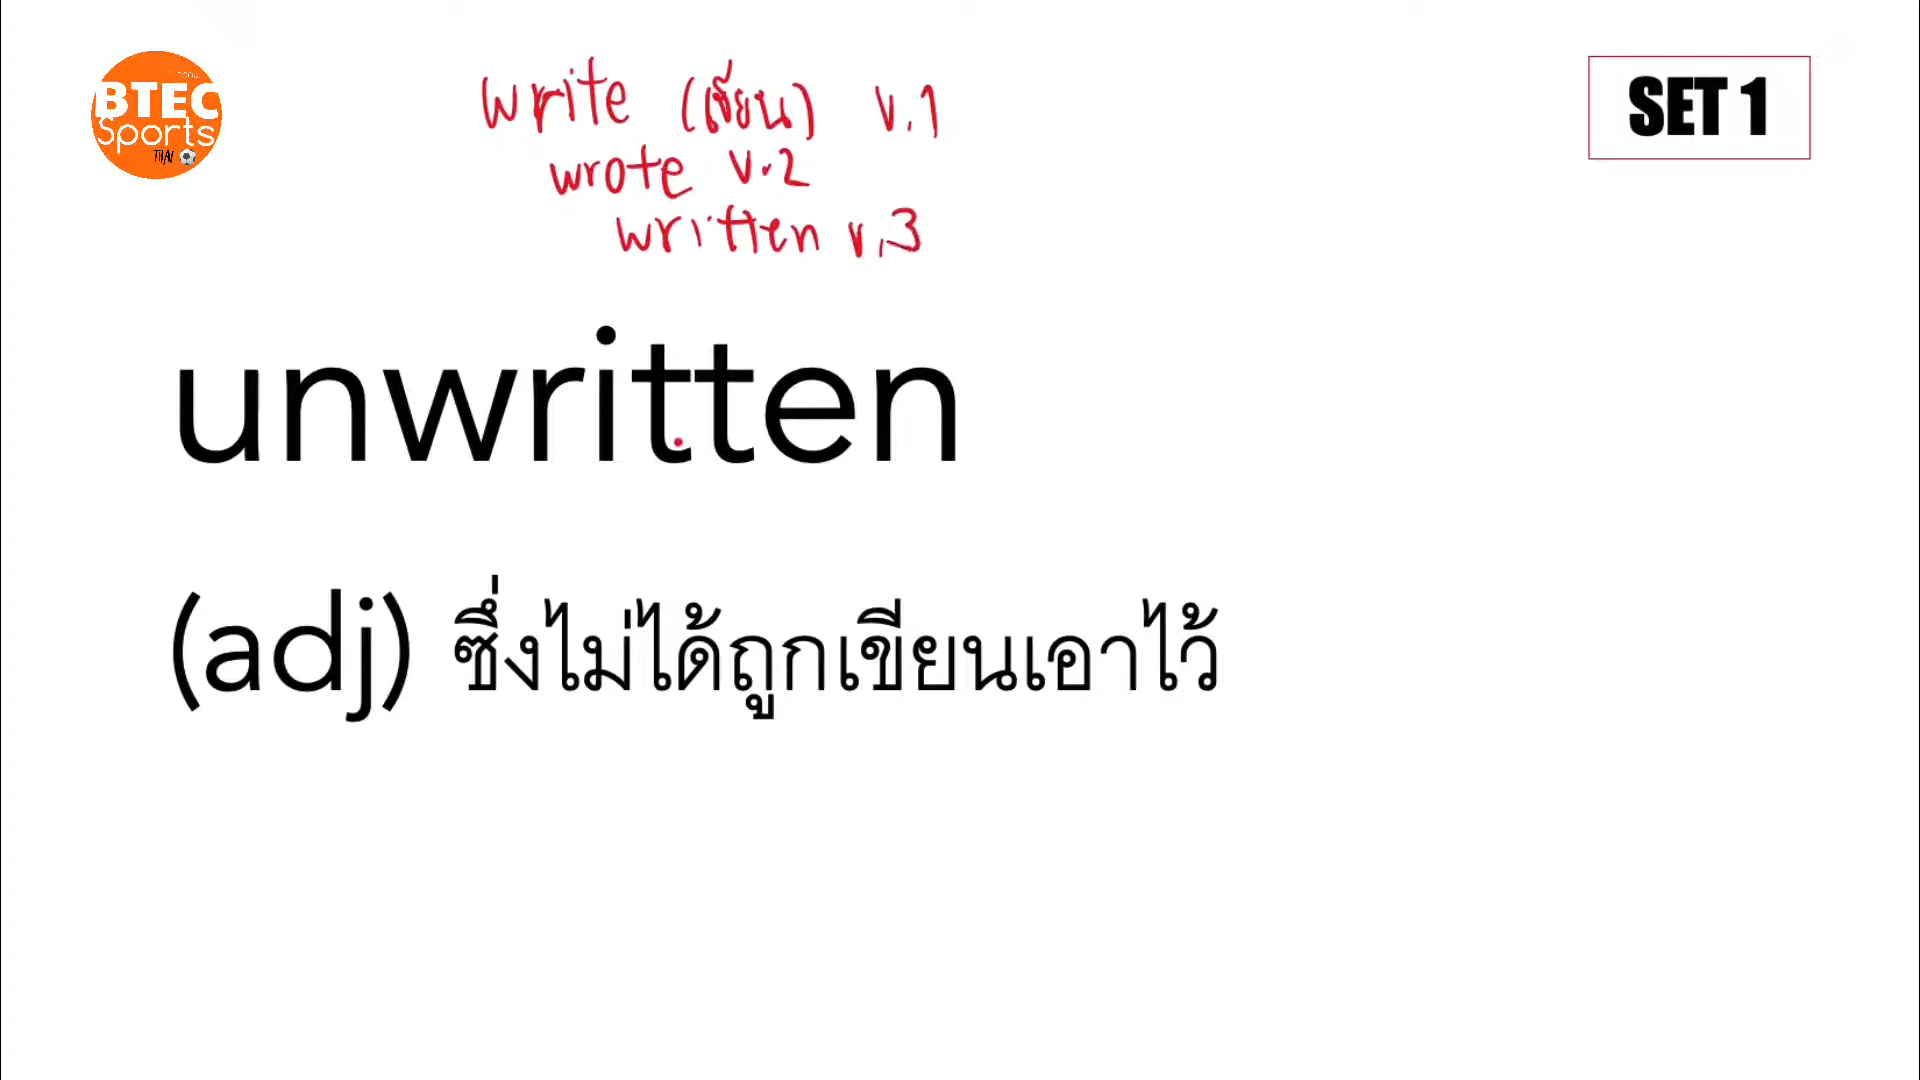 BTEC
Sports
THAI
SET 1
write (เขียน) v.1
wrote v.2
written v.3
unwritten
(adj) ซึ่งไม่ได้ถูกเขียนเอาไว้